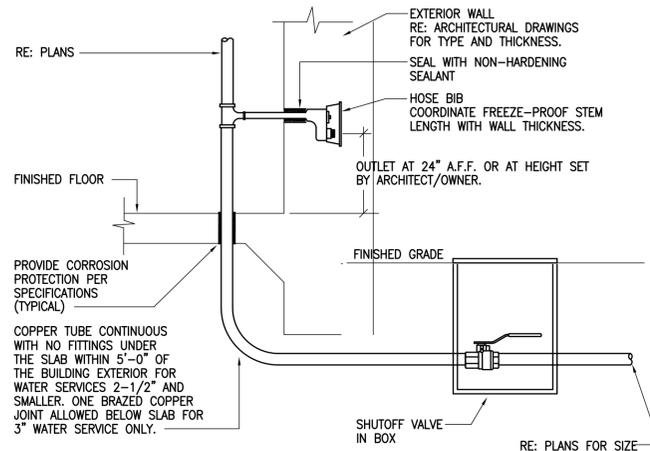 EXTERIOR WALL
RE: ARCHITECTURAL DRAWINGS
FOR TYPE AND THICKNESS.
RE: PLANS
SEAL WITH NON-HARDENING
SEALANT
HOSE BIB
COORDINATE FREEZE-PROOF STEM
LENGTH WITH WALL THICKNESS.
OUTLET AT 24" A.F.F. OR AT HEIGHT SET
BY ARCHITECT/OWNER.
FINISHED FLOOR
FINISHED GRADE
PROVIDE CORROSION
PROTECTION PER
SPECIFICATIONS
(TYPICAL)
COPPER TUBE CONTINUOUS
WITH NO FITTINGS UNDER
THE SLAB WITHIN 5'-0" OF
THE BUILDING EXTERIOR FOR
WATER SERVICES 2-1/2" AND
SMALLER. ONE BRAZED COPPER
JOINT ALLOWED BELOW SLAB FOR
3" WATER SERVICE ONLY.
SHUTOFF VALVE
IN BOX
RE: PLANS FOR SIZE